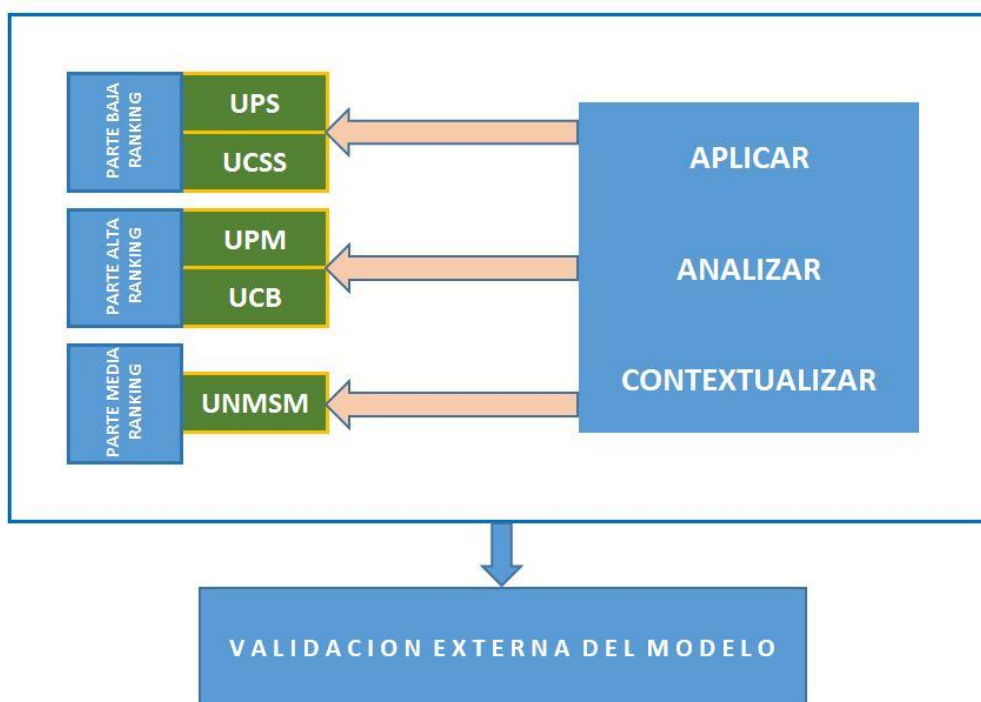 PARTE BAJA
RANKING
UPS
UCSS
PARTE ALTA
RANKING
UPM
UCB
PARTE MEDIA
RANKING
UNMSM
APLICAR
ANALIZAR
CONTEXTUALIZAR
VALIDACION EXTERNA DEL MODELO